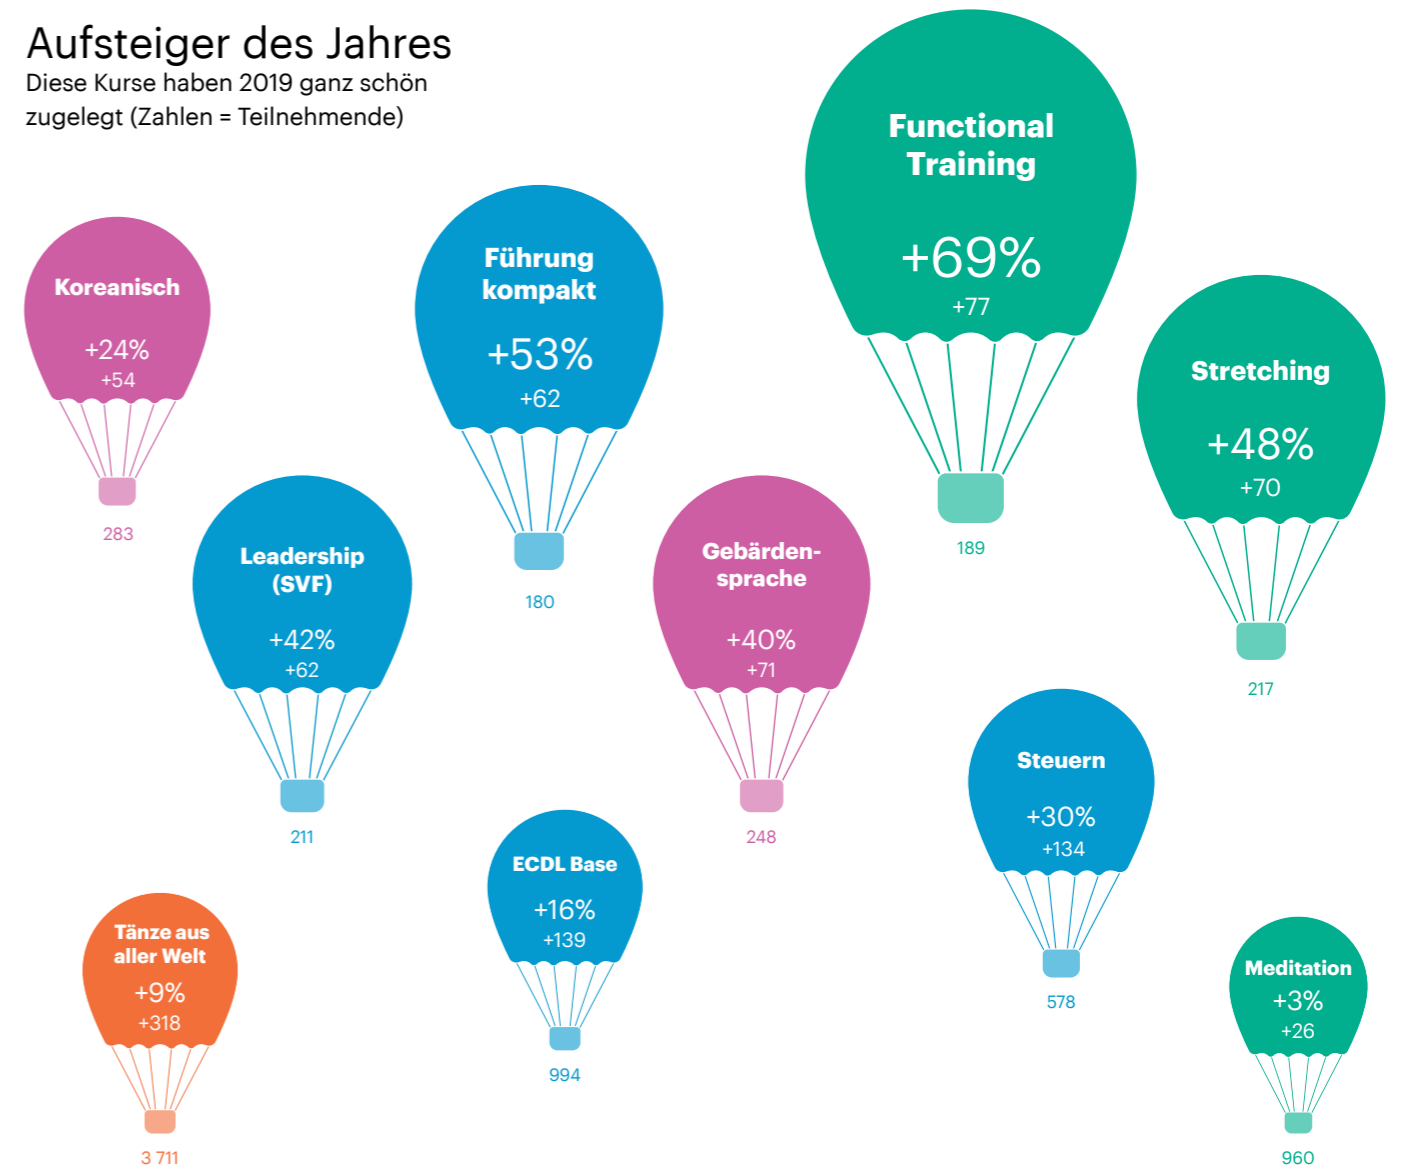 Aufsteiger des Jahres
Diese Kurse haben 2019 ganz schön
zugelegt (Zahlen = Teilnehmende)
Functional
Training
+69%
+77
189
Koreanisch
+24%
+54
283
Führung
kompakt
+53%
+62
180
Stretching
+48%
+70
217
Leadership
(SVF)
+42%
+62
211
Gebärden-
sprache
+40%
+71
248
Steuern
+30%
+134
578
ECDL Base
+16%
+139
994
Tänze aus
aller Welt
+9%
+318
3 711
Meditation
+3%
+26
960